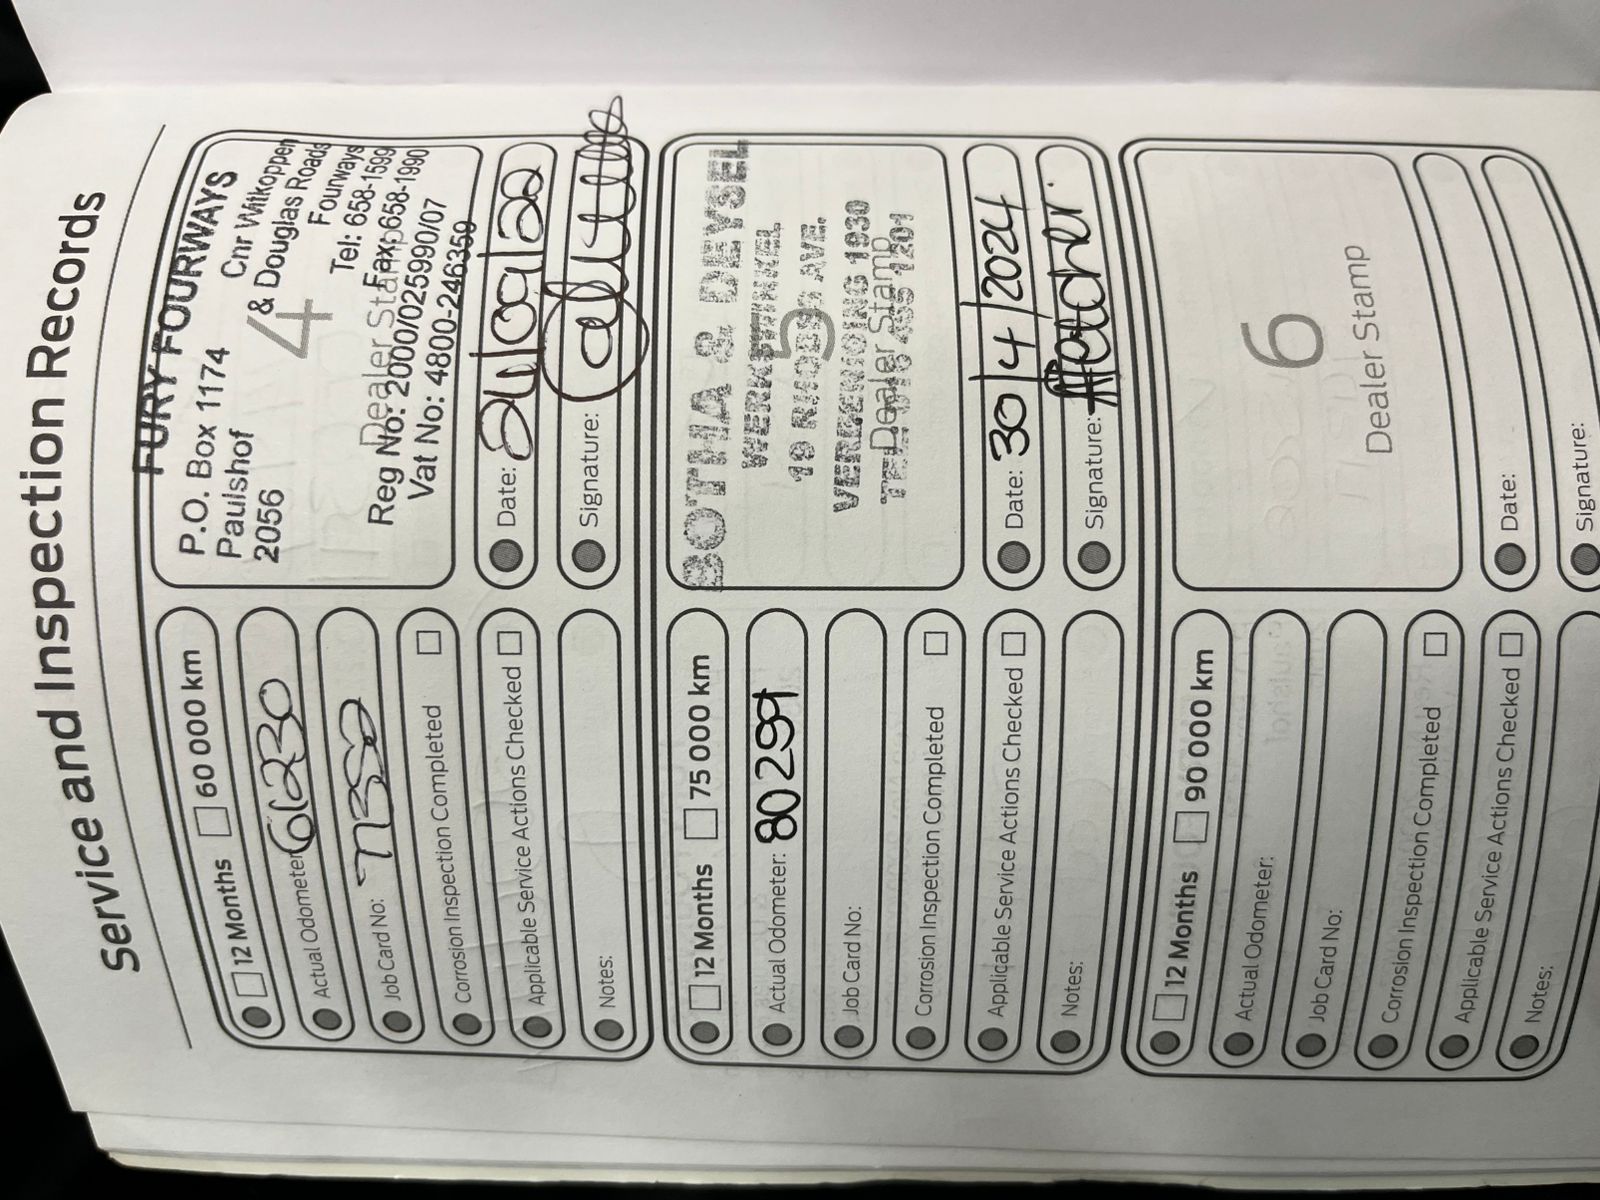 Service and Inspection Records
12 Months 60 000 km
Actual Odometer: 61230
Job Card No: 77352
Corrosion Inspection Completed
Applicable Service Actions Checked
Notes:
FURY FOURWAYS
P.O. Box 1174 Cnr Witkoppen
Paulshof & Douglas Roads
2056 Fourways
4
Tel: 658-1599
Fax: 658-1990
Dealer Stamp
Reg No: 2000/025990/07
Vat No: 4800-246359
Date:
Signature:
12 Months 75 000 km
Actual Odometer: 80299
Job Card No:
Corrosion Inspection Completed
Applicable Service Actions Checked
Notes:
BOTHA & DEYSEL
WERKSWINKEL
5
AVE.
VEREENIGING 1930
Dealer Stamp
Date: 30/4/2024
Signature:
12 Months 90 000 km
Actual Odometer:
Job Card No:
Corrosion Inspection Completed
Applicable Service Actions Checked
Notes:
6
Dealer Stamp
Date:
Signature: